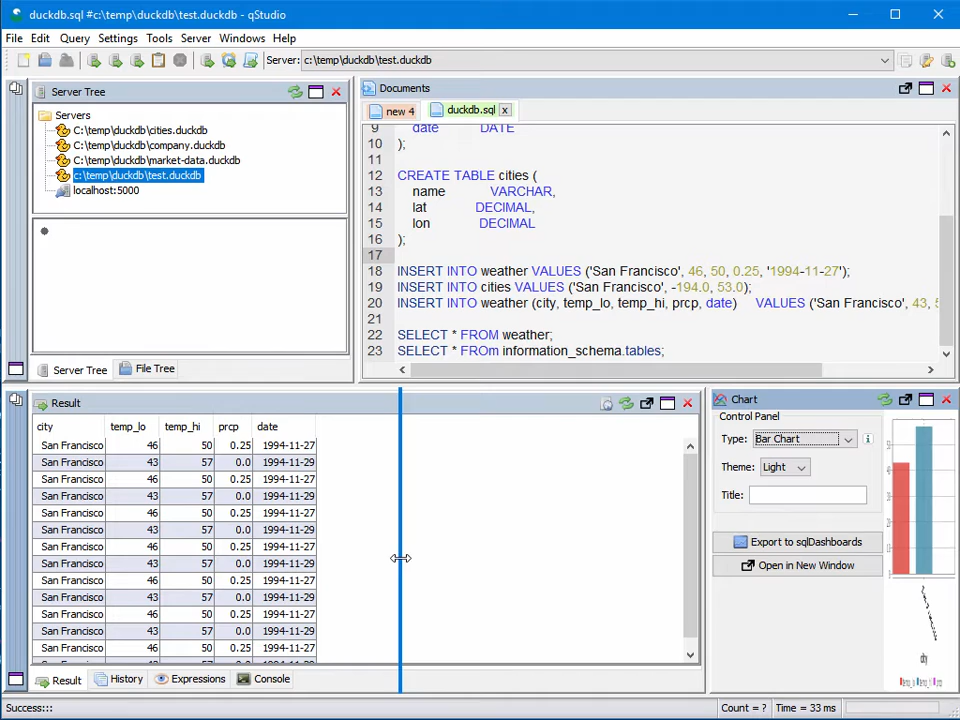 duckdb.sql #c:\temp\duckdb\test.duckdb - qStudio
File Edit Query Settings Tools Server Windows Help
Server: c:\temp\duckdb\test.duckdb
Server Tree
Servers
C:\temp\duckdb\cities.duckdb
C:\temp\duckdb\company.duckdb
C:\temp\duckdb\market-data.duckdb
c:\temp\duckdb\test.duckdb
localhost:5000
Server Tree File Tree
Documents
new 4 duckdb.sql x
9 date DATE
10 );
11
12 CREATE TABLE cities (
13 name VARCHAR,
14 lat DECIMAL,
15 lon DECIMAL
16 );
17
18 INSERT INTO weather VALUES ('San Francisco', 46, 50, 0.25, '1994-11-27');
19 INSERT INTO cities VALUES ('San Francisco', -194.0, 53.0);
20 INSERT INTO weather (city, temp_lo, temp_hi, prcp, date) VALUES ('San Francisco', 43, 5
21
22 SELECT * FROM weather;
23 SELECT * FROm information_schema.tables;
Result
city temp_lo temp_hi prcp date
San Francisco 46 50 0.25 1994-11-27
San Francisco 43 57 0.0 1994-11-29
San Francisco 46 50 0.25 1994-11-27
San Francisco 43 57 0.0 1994-11-29
San Francisco 46 50 0.25 1994-11-27
San Francisco 43 57 0.0 1994-11-29
San Francisco 46 50 0.25 1994-11-27
San Francisco 43 57 0.0 1994-11-29
San Francisco 46 50 0.25 1994-11-27
San Francisco 43 57 0.0 1994-11-29
San Francisco 46 50 0.25 1994-11-27
San Francisco 43 57 0.0 1994-11-29
San Francisco 46 50 0.25 1994-11-27
San Francisco 43 57 0.0 1994-11-29
Result History Expressions Console
Chart
Control Panel
Type: Bar Chart
Theme: Light
Title:
Export to sqlDashboards
Open in New Window
city
Success::: Count = ? Time = 33 ms